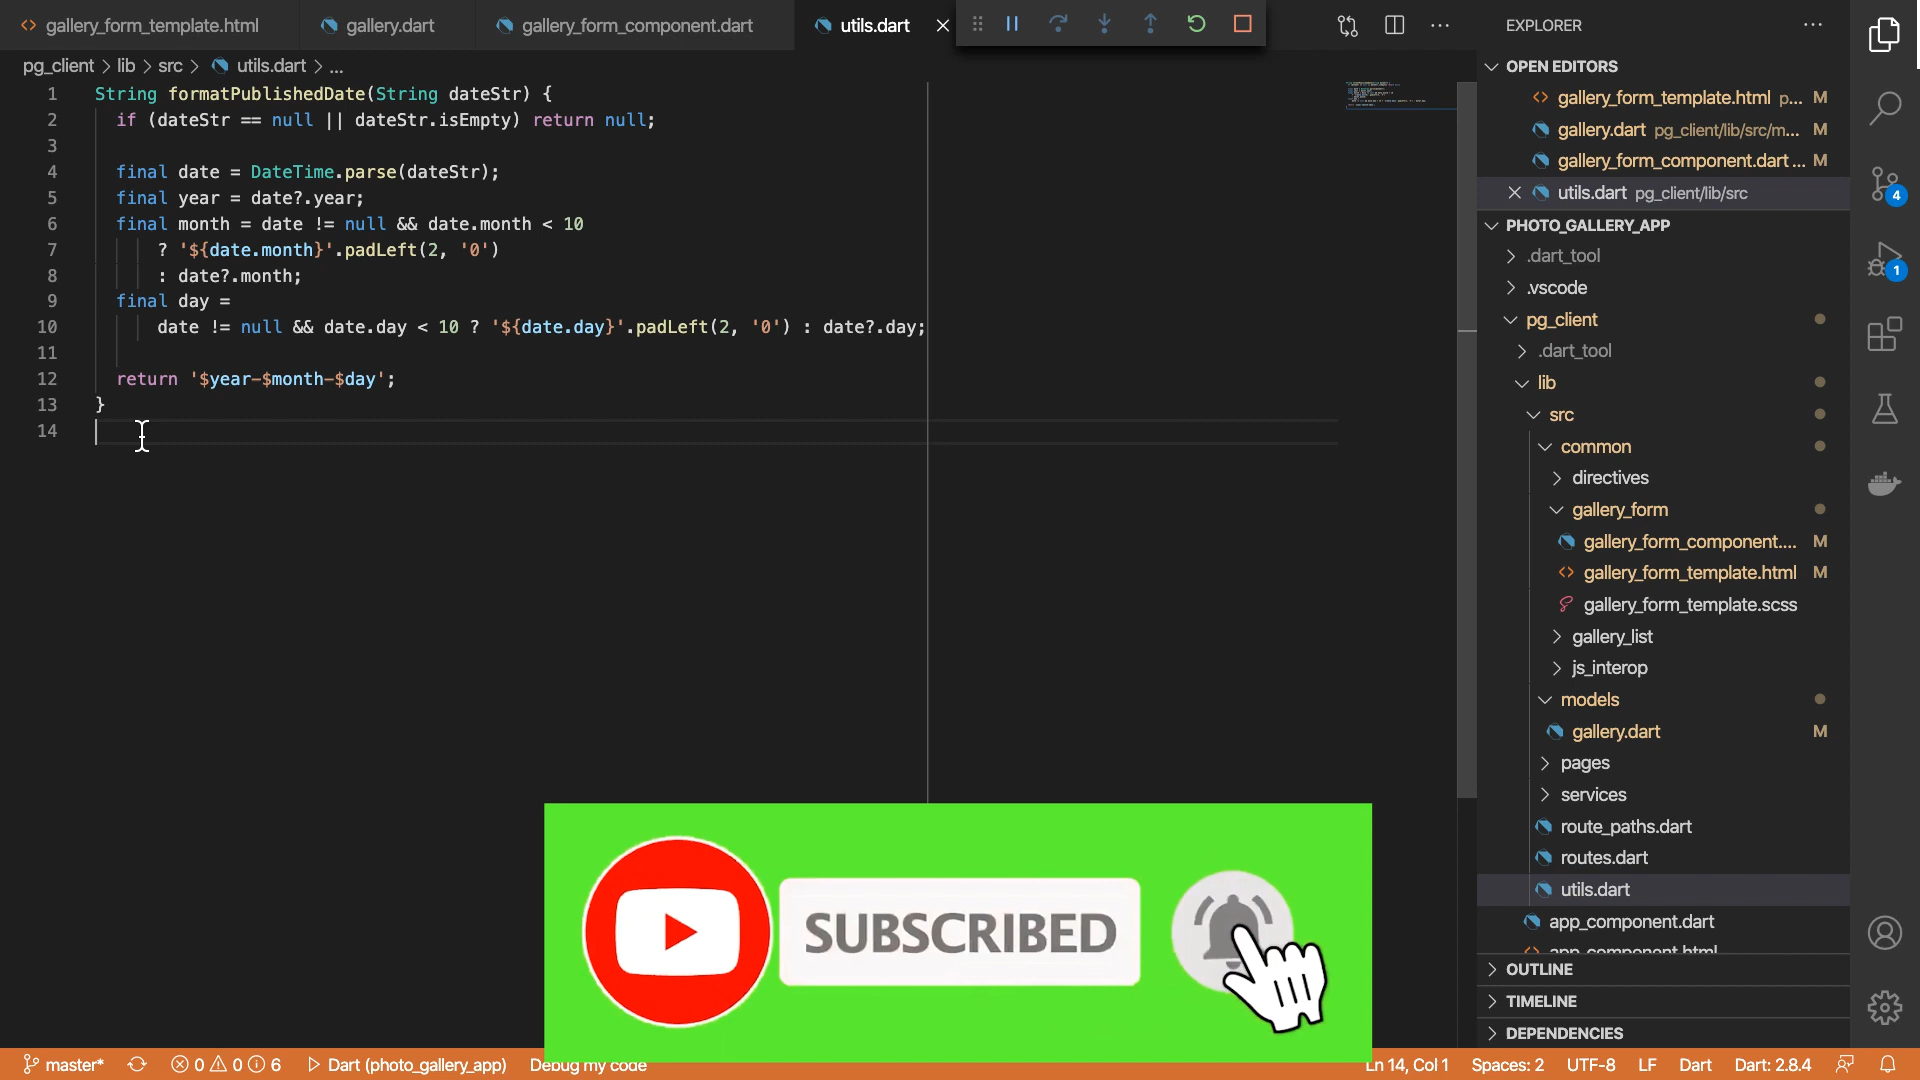 gallery_form_template.html
gallery.dart
gallery_form_component.dart
utils.dart
EXPLORER
pg_client > lib > src > utils.dart > ...
1 String formatPublishedDate(String dateStr) {
2 if (dateStr == null || dateStr.isEmpty) return null;
3
4 final date = DateTime.parse(dateStr);
5 final year = date?.year;
6 final month = date != null && date.month < 10
7 ? '${date.month}'.padLeft(2, '0')
8 : date?.month;
9 final day =
10 date != null && date.day < 10 ? '${date.day}'.padLeft(2, '0') : date?.day;
11
12 return '$year-$month-$day';
13 }
14
OPEN EDITORS
gallery_form_template.html p... M
gallery.dart pg_client/lib/src/m... M
gallery_form_component.dart ... M
utils.dart pg_client/lib/src
PHOTO_GALLERY_APP
.dart_tool
.vscode
pg_client
.dart_tool
lib
src
common
directives
gallery_form
gallery_form_component.... M
gallery_form_template.html M
gallery_form_template.scss
gallery_list
js_interop
models
gallery.dart M
pages
services
route_paths.dart
routes.dart
utils.dart
app_component.dart
app_component.html
OUTLINE
TIMELINE
DEPENDENCIES
4
1
SUBSCRIBED
master* 0 0 6 Dart (photo_gallery_app) Debug my code Ln 14, Col 1 Spaces: 2 UTF-8 LF Dart Dart: 2.8.4